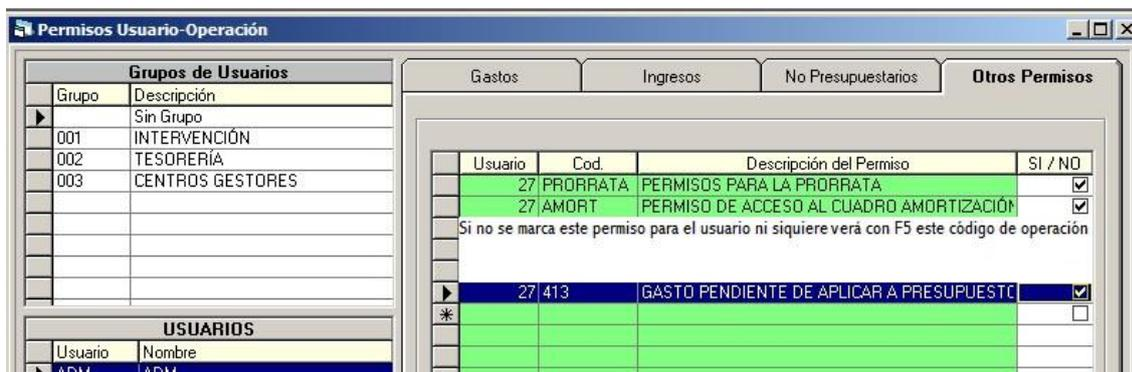 Permisos Usuario-Operación
Grupos de Usuarios
Grupo Descripción
Sin Grupo
001 INTERVENCIÓN
002 TESORERÍA
003 CENTROS GESTORES
USUARIOS
Usuario Nombre
ADM ADM
Gastos Ingresos No Presupuestarios Otros Permisos
Usuario Cod. Descripción del Permiso SI / NO
27 PRORRATA PERMISOS PARA LA PRORRATA
27 AMORT PERMISO DE ACCESO AL CUADRO AMORTIZACIÓN
Si no se marca este permiso para el usuario ni siquiere verá con F5 este código de operación
27 413 GASTO PENDIENTE DE APLICAR A PRESUPUESTO